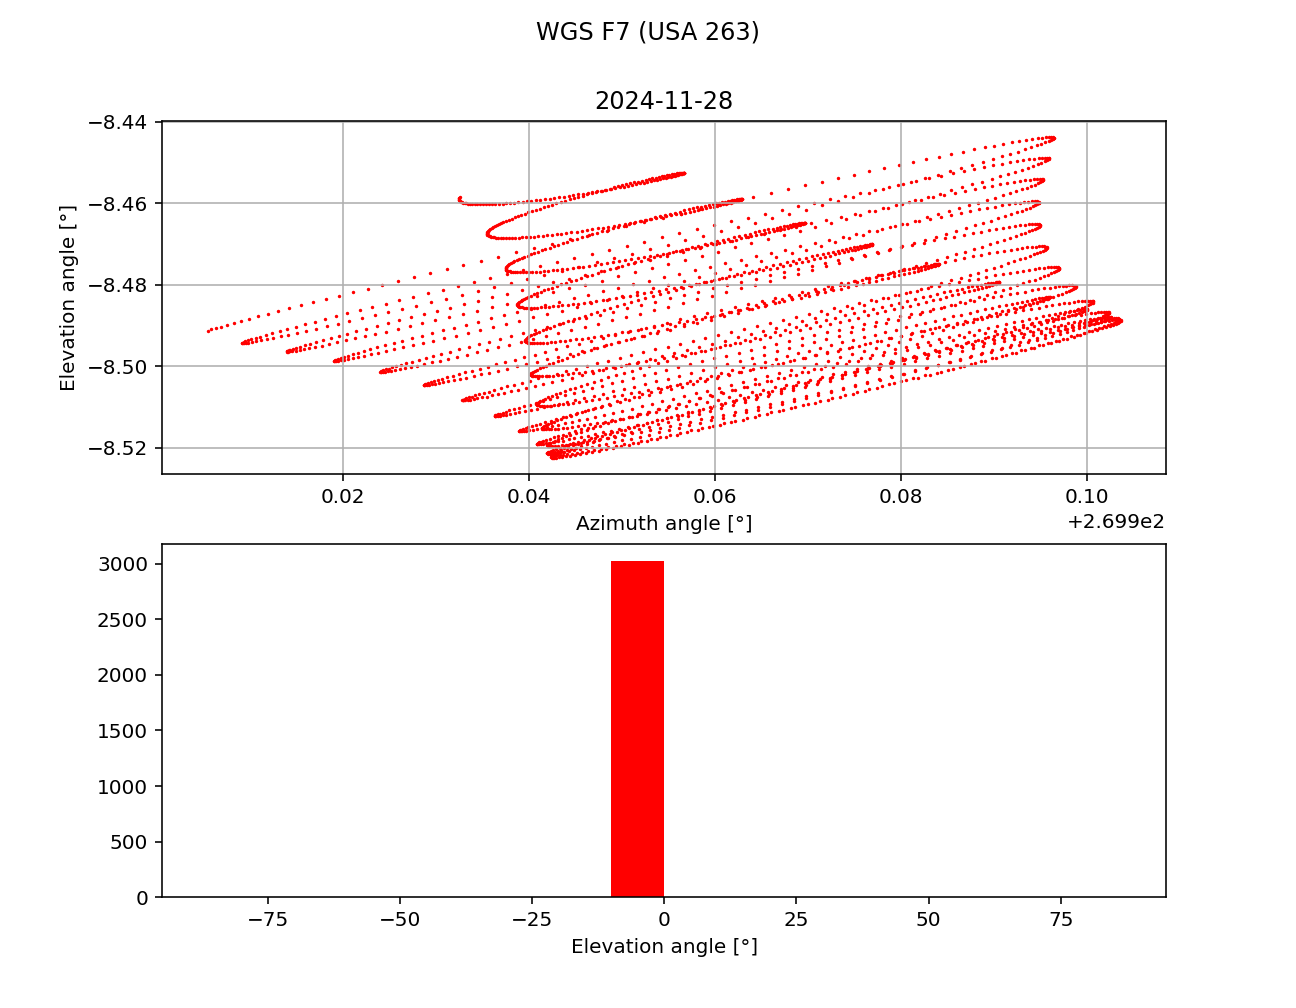 WGS F7 (USA 263)
2024-11-28
−8.44
−8.46
−8.48
−8.50
−8.52
Elevation angle [°]
0.02 0.04 0.06 0.08 0.10
Azimuth angle [°]
+2.699e2
3000
2500
2000
1500
1000
500
0
−75 −50 −25 0 25 50 75
Elevation angle [°]